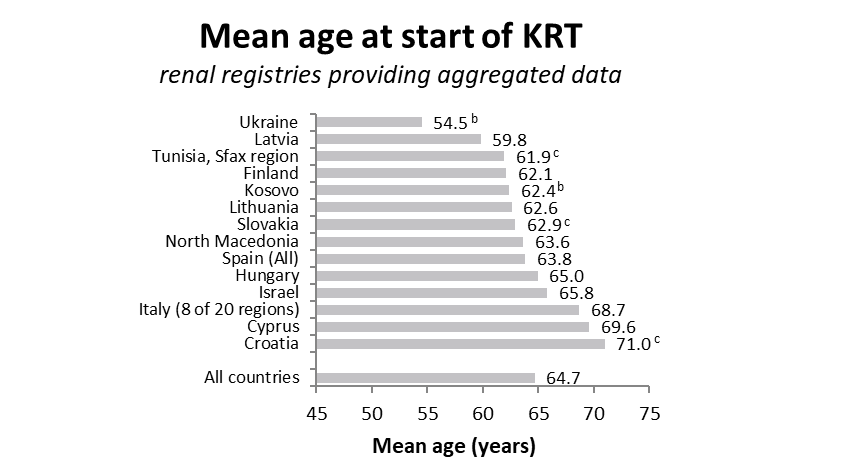 Mean age at start of KRT
renal registries providing aggregated data
Ukraine 54.5 b
Latvia 59.8
Tunisia, Sfax region 61.9 c
Finland 62.1
Kosovo 62.4 b
Lithuania 62.6
Slovakia 62.9 c
North Macedonia 63.6
Spain (All) 63.8
Hungary 65.0
Israel 65.8
Italy (8 of 20 regions) 68.7
Cyprus 69.6
Croatia 71.0 c
All countries 64.7
45 50 55 60 65 70 75
Mean age (years)